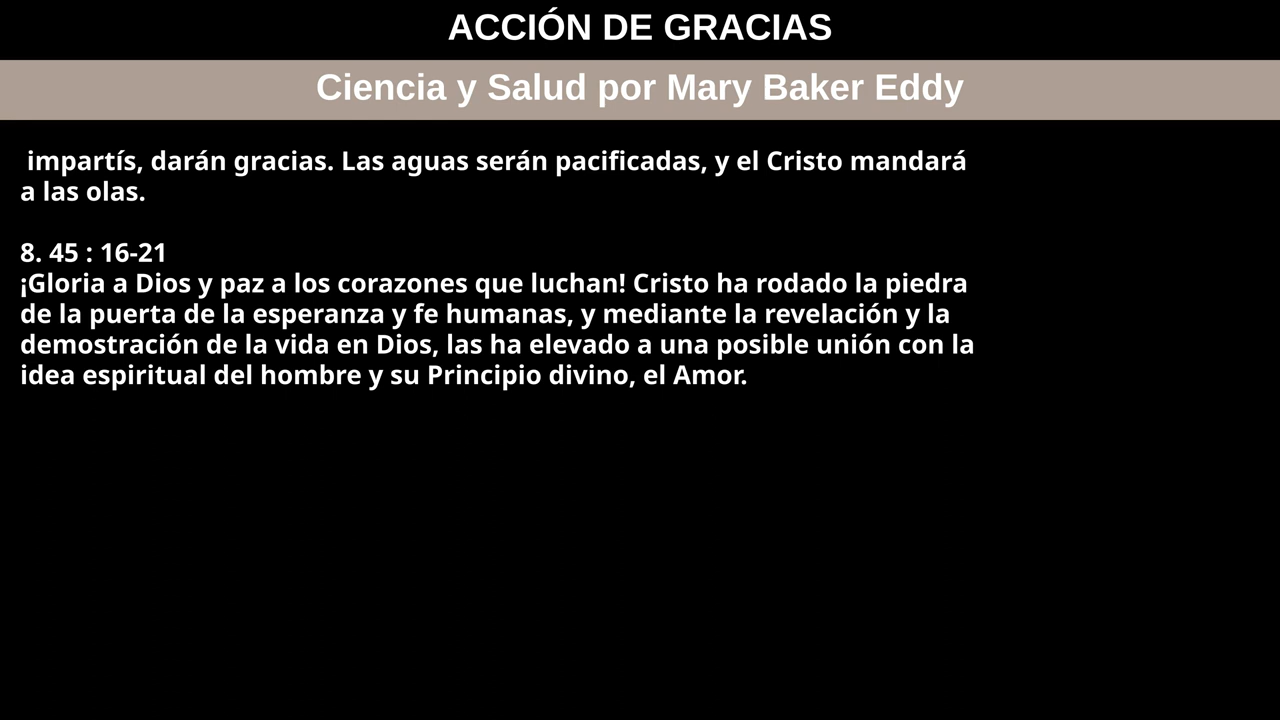 ACCIÓN DE GRACIAS
Ciencia y Salud por Mary Baker Eddy
impartís, darán gracias. Las aguas serán pacificadas, y el Cristo mandará
a las olas.
8. 45 : 16-21
¡Gloria a Dios y paz a los corazones que luchan! Cristo ha rodado la piedra
de la puerta de la esperanza y fe humanas, y mediante la revelación y la
demostración de la vida en Dios, las ha elevado a una posible unión con la
idea espiritual del hombre y su Principio divino, el Amor.